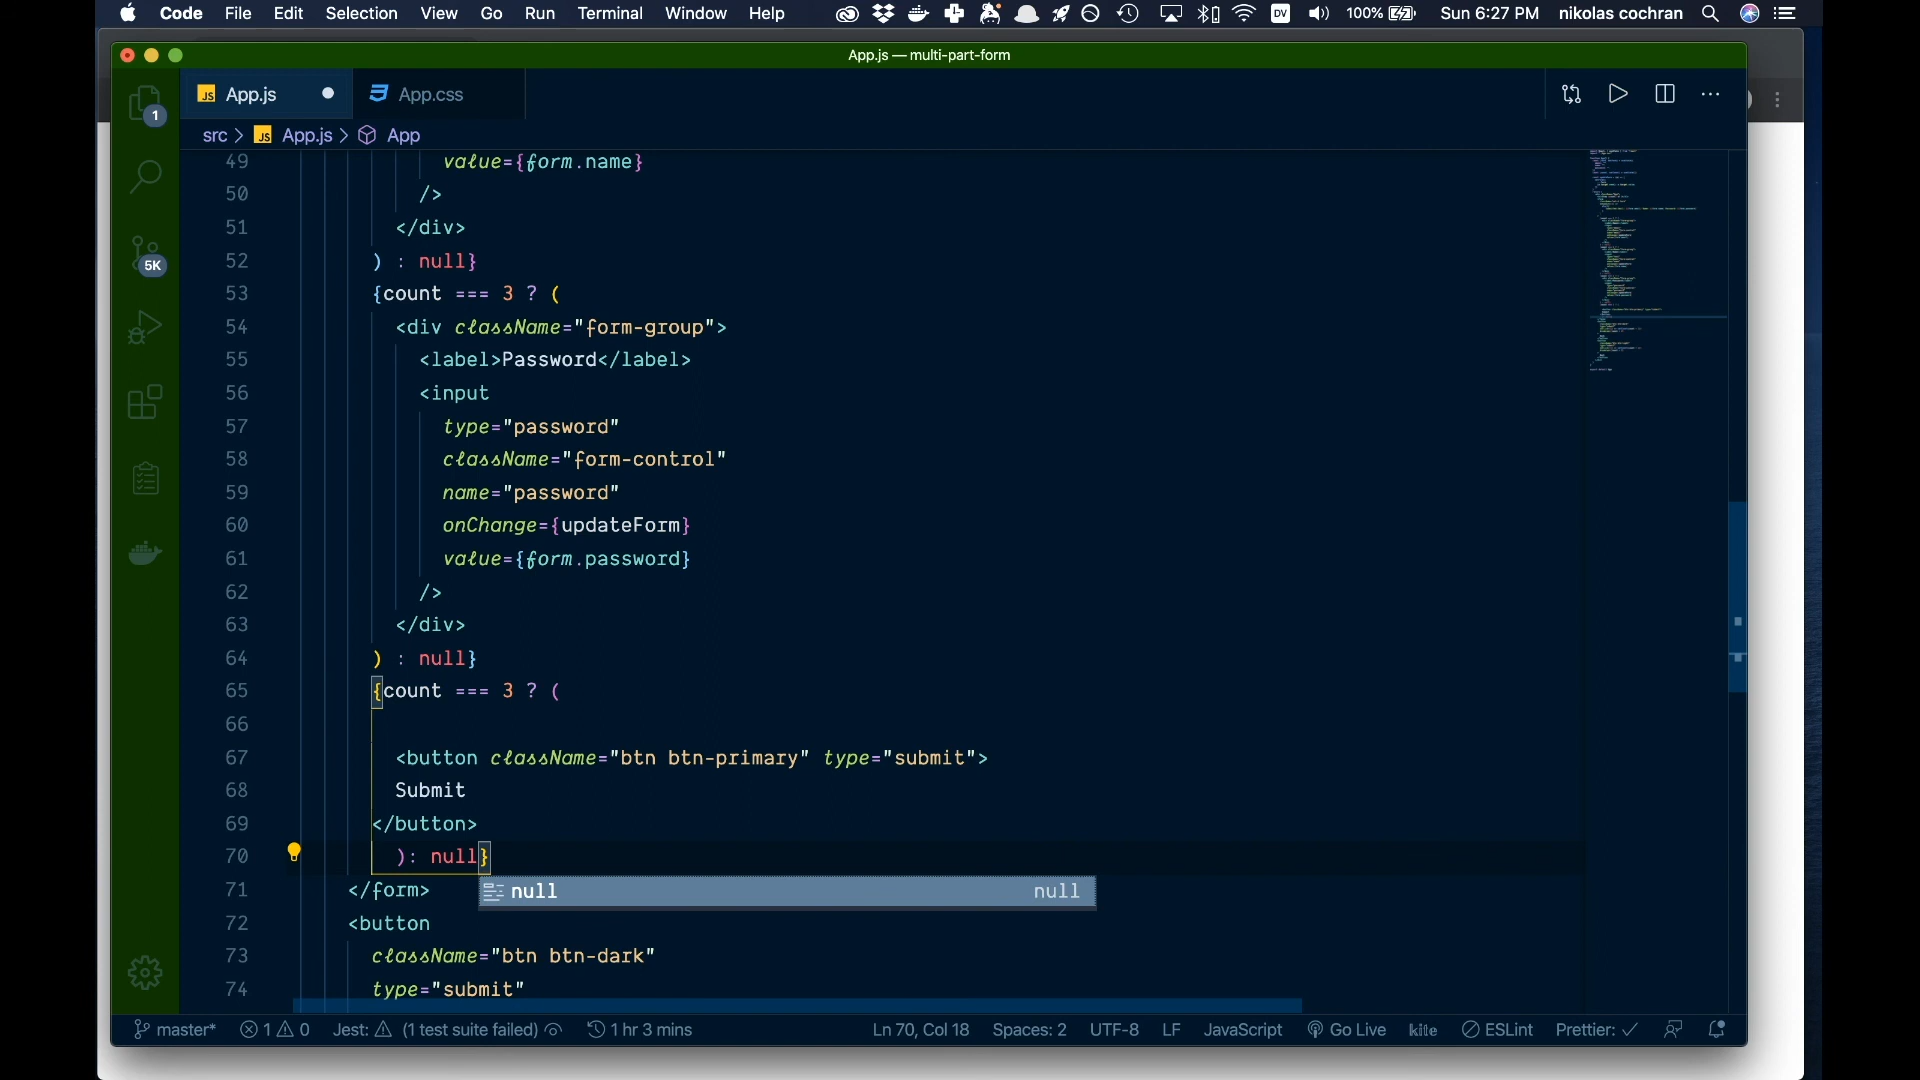 Code File Edit Selection View Go Run Terminal Window Help DV 100% Sun 6:27 PM nikolas cochran
App.js — multi-part-form
JS App.js App.css
src > JS App.js > App
1
5K
49 value={form.name}
50 />
51 </div>
52 ) : null}
53 {count === 3 ? (
54 <div className="form-group">
55 <label>Password</label>
56 <input
57 type="password"
58 className="form-control"
59 name="password"
60 onChange={updateForm}
61 value={form.password}
62 />
63 </div>
64 ) : null}
65 {count === 3 ? (
66
67 <button className="btn btn-primary" type="submit">
68 Submit
69 </button>
70 ): null}
71 </form>
null null
72 <button
73 className="btn btn-dark"
74 type="submit"
master* 1 0 Jest: (1 test suite failed) 1 hr 3 mins Ln 70, Col 18 Spaces: 2 UTF-8 LF JavaScript Go Live kite ESLint Prettier: ✓